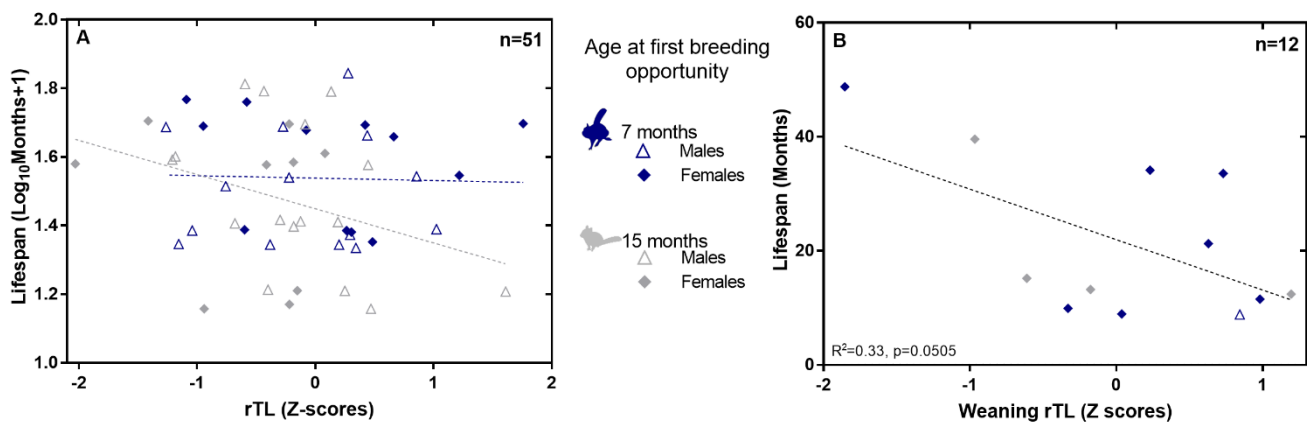 A
n=51
2.0
1.8
1.6
1.4
1.2
1.0
Lifespan (Log10Months+1)
-2
-1
0
1
2
rTL (Z-scores)
Age at first breeding
opportunity
7 months
Males
Females
15 months
Males
Females
B
n=12
60
40
20
0
Lifespan (Months)
R²=0.33, p=0.0505
-2
-1
0
1
Weaning rTL (Z scores)